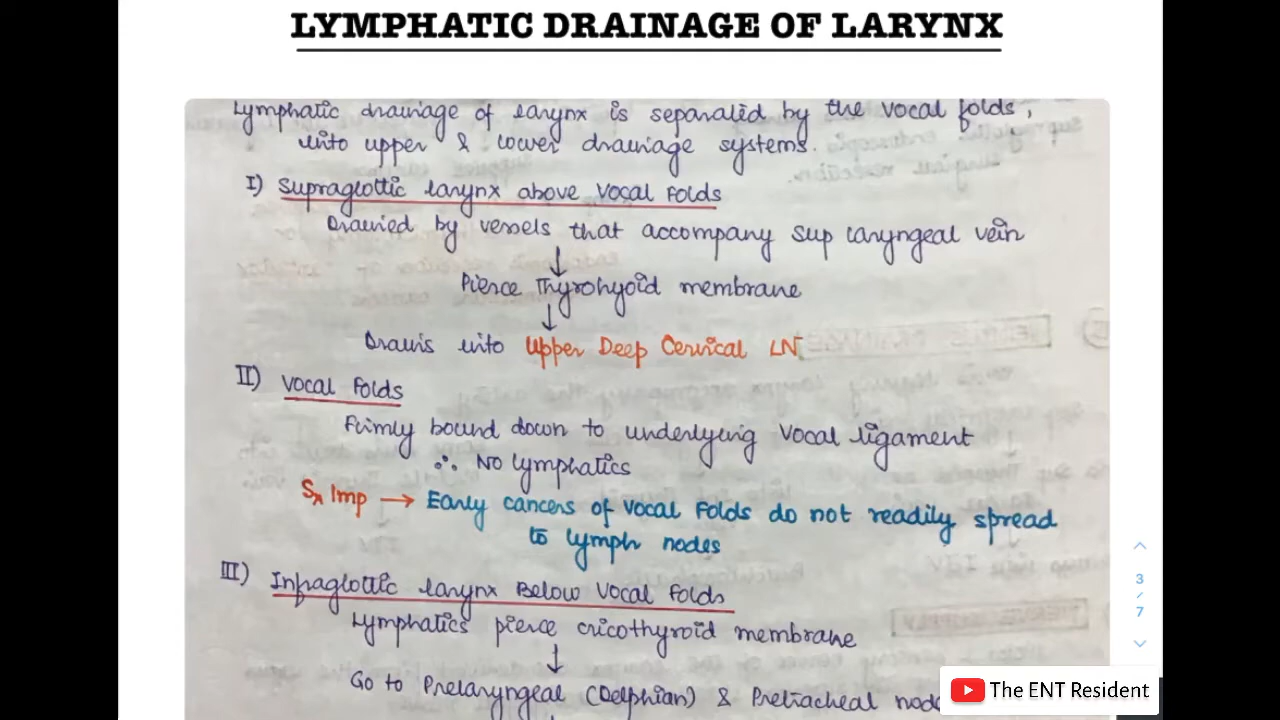 LYMPHATIC DRAINAGE OF LARYNX
Lymphatic drainage of larynx is separated by the vocal folds,
into upper & lower drainage systems.
I) Supraglottic larynx above Vocal Folds
Drained by vessels that accompany Sup laryngeal vein
↓
Pierce Thyrohyoid membrane
↓
Drains into Upper Deep Cervical LN
II) Vocal Folds
Firmly bound down to underlying Vocal ligament
∴ No lymphatics
Sx Imp → Early cancers of Vocal Folds do not readily spread
to lymph nodes
III) Infraglottic larynx Below Vocal Folds
Lymphatics pierce cricothyroid membrane
↓
Go to Prelaryngeal (Delphian) & Pretracheal
3
/
7
The ENT Resident